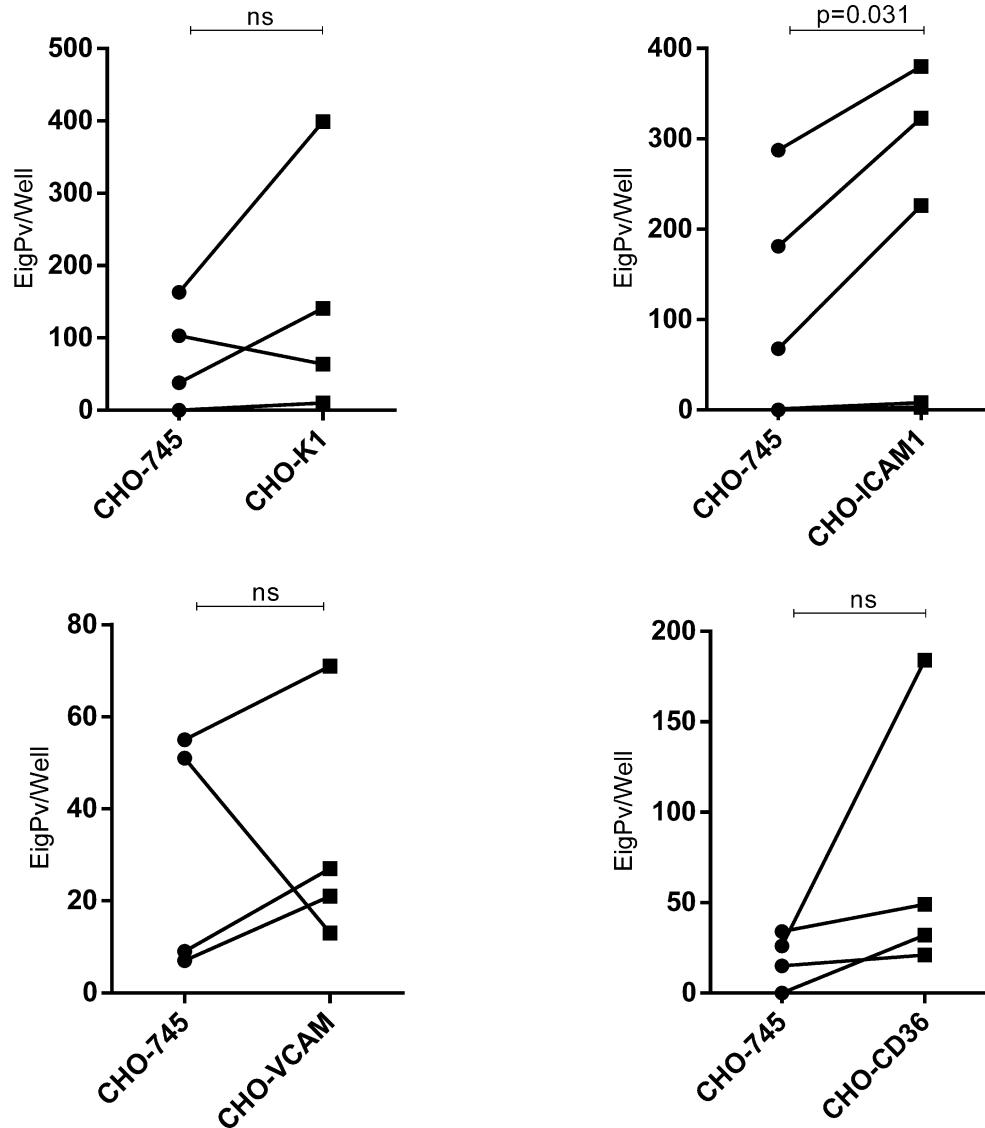 ns
500
400
300
200
100
0
EigPv/Well
CHO-745
CHO-K1
p=0.031
400
300
200
100
0
EigPv/Well
CHO-745
CHO-ICAM1
ns
80
60
40
20
0
EigPv/Well
CHO-745
CHO-VCAM
ns
200
150
100
50
0
EigPv/Well
CHO-745
CHO-CD36